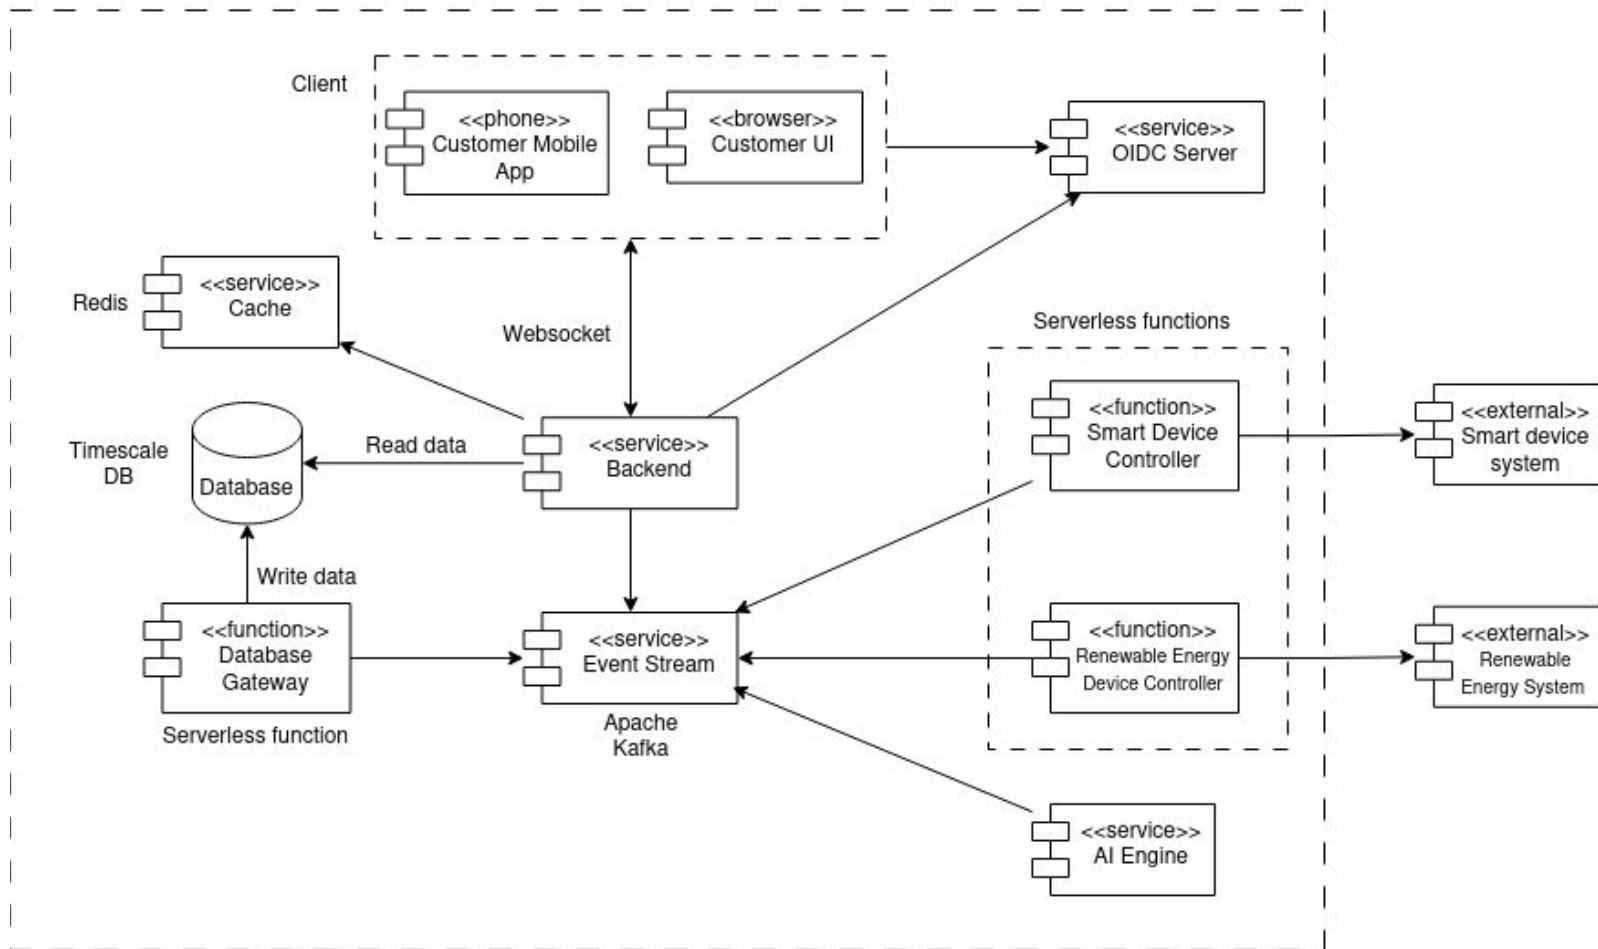 Client
<<phone>>
Customer Mobile
App
<<browser>>
Customer UI
<<service>>
OIDC Server
<<service>>
Cache
Redis
Websocket
Serverless functions
<<function>>
Smart Device
Controller
<<external>>
Smart device
system
Timescale
DB
Database
Read data
<<service>>
Backend
Write data
<<function>>
Database
Gateway
Serverless function
<<service>>
Event Stream
Apache
Kafka
<<function>>
Renewable Energy
Device Controller
<<external>>
Renewable
Energy System
<<service>>
AI Engine